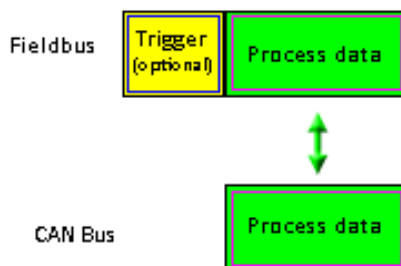 Fieldbus
Trigger
(optional)
Process data
CAN Bus
Process data